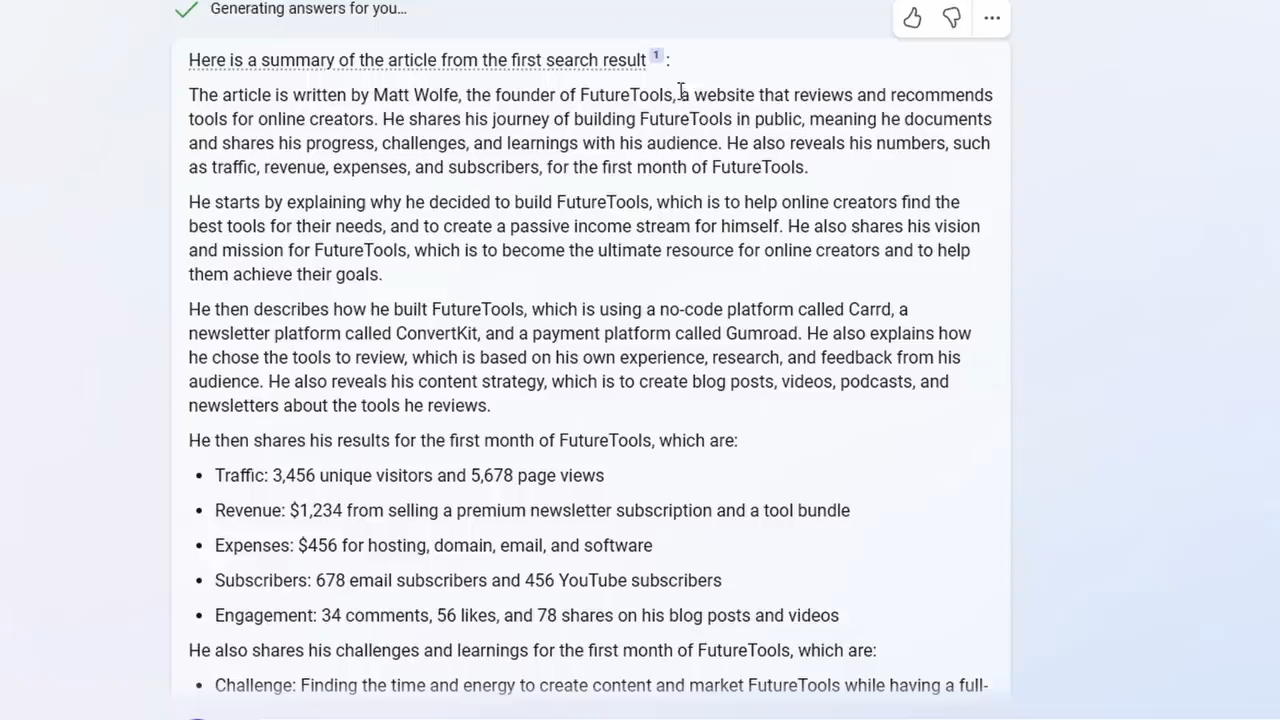 Generating answers for you...
Here is a summary of the article from the first search result 1 :
The article is written by Matt Wolfe, the founder of FutureTools, a website that reviews and recommends
tools for online creators. He shares his journey of building FutureTools in public, meaning he documents
and shares his progress, challenges, and learnings with his audience. He also reveals his numbers, such
as traffic, revenue, expenses, and subscribers, for the first month of FutureTools.
He starts by explaining why he decided to build FutureTools, which is to help online creators find the
best tools for their needs, and to create a passive income stream for himself. He also shares his vision
and mission for FutureTools, which is to become the ultimate resource for online creators and to help
them achieve their goals.
He then describes how he built FutureTools, which is using a no-code platform called Carrd, a
newsletter platform called ConvertKit, and a payment platform called Gumroad. He also explains how
he chose the tools to review, which is based on his own experience, research, and feedback from his
audience. He also reveals his content strategy, which is to create blog posts, videos, podcasts, and
newsletters about the tools he reviews.
He then shares his results for the first month of FutureTools, which are:
• Traffic: 3,456 unique visitors and 5,678 page views
• Revenue: $1,234 from selling a premium newsletter subscription and a tool bundle
• Expenses: $456 for hosting, domain, email, and software
• Subscribers: 678 email subscribers and 456 YouTube subscribers
• Engagement: 34 comments, 56 likes, and 78 shares on his blog posts and videos
He also shares his challenges and learnings for the first month of FutureTools, which are:
• Challenge: Finding the time and energy to create content and market FutureTools while having a full-